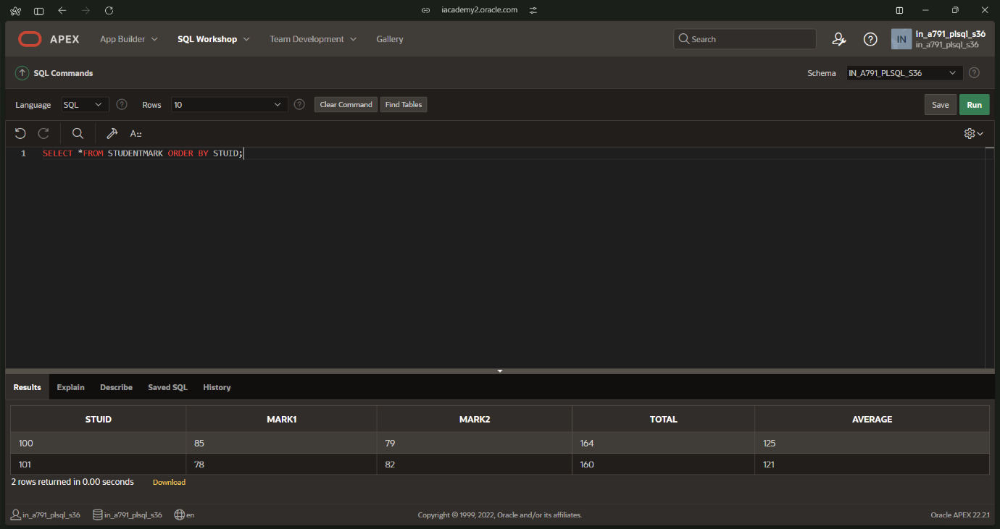 iacademy2.oracle.com
APEX App Builder SQL Workshop Team Development Gallery Search IN in_a791_plsql_s36
in_a791_plsql_s36
SQL Commands Schema IN_A791_PLSQL_S36
Language SQL Rows 10 Clear Command Find Tables Save Run
A::
1 SELECT *FROM STUDENTMARK ORDER BY STUID;
Results Explain Describe Saved SQL History
STUID MARK1 MARK2 TOTAL AVERAGE
100 85 79 164 125
101 78 82 160 121
2 rows returned in 0.00 seconds Download
in_a791_plsql_s36 in_a791_plsql_s36 en Copyright © 1999, 2022, Oracle and/or its affiliates. Oracle APEX 22.2.1